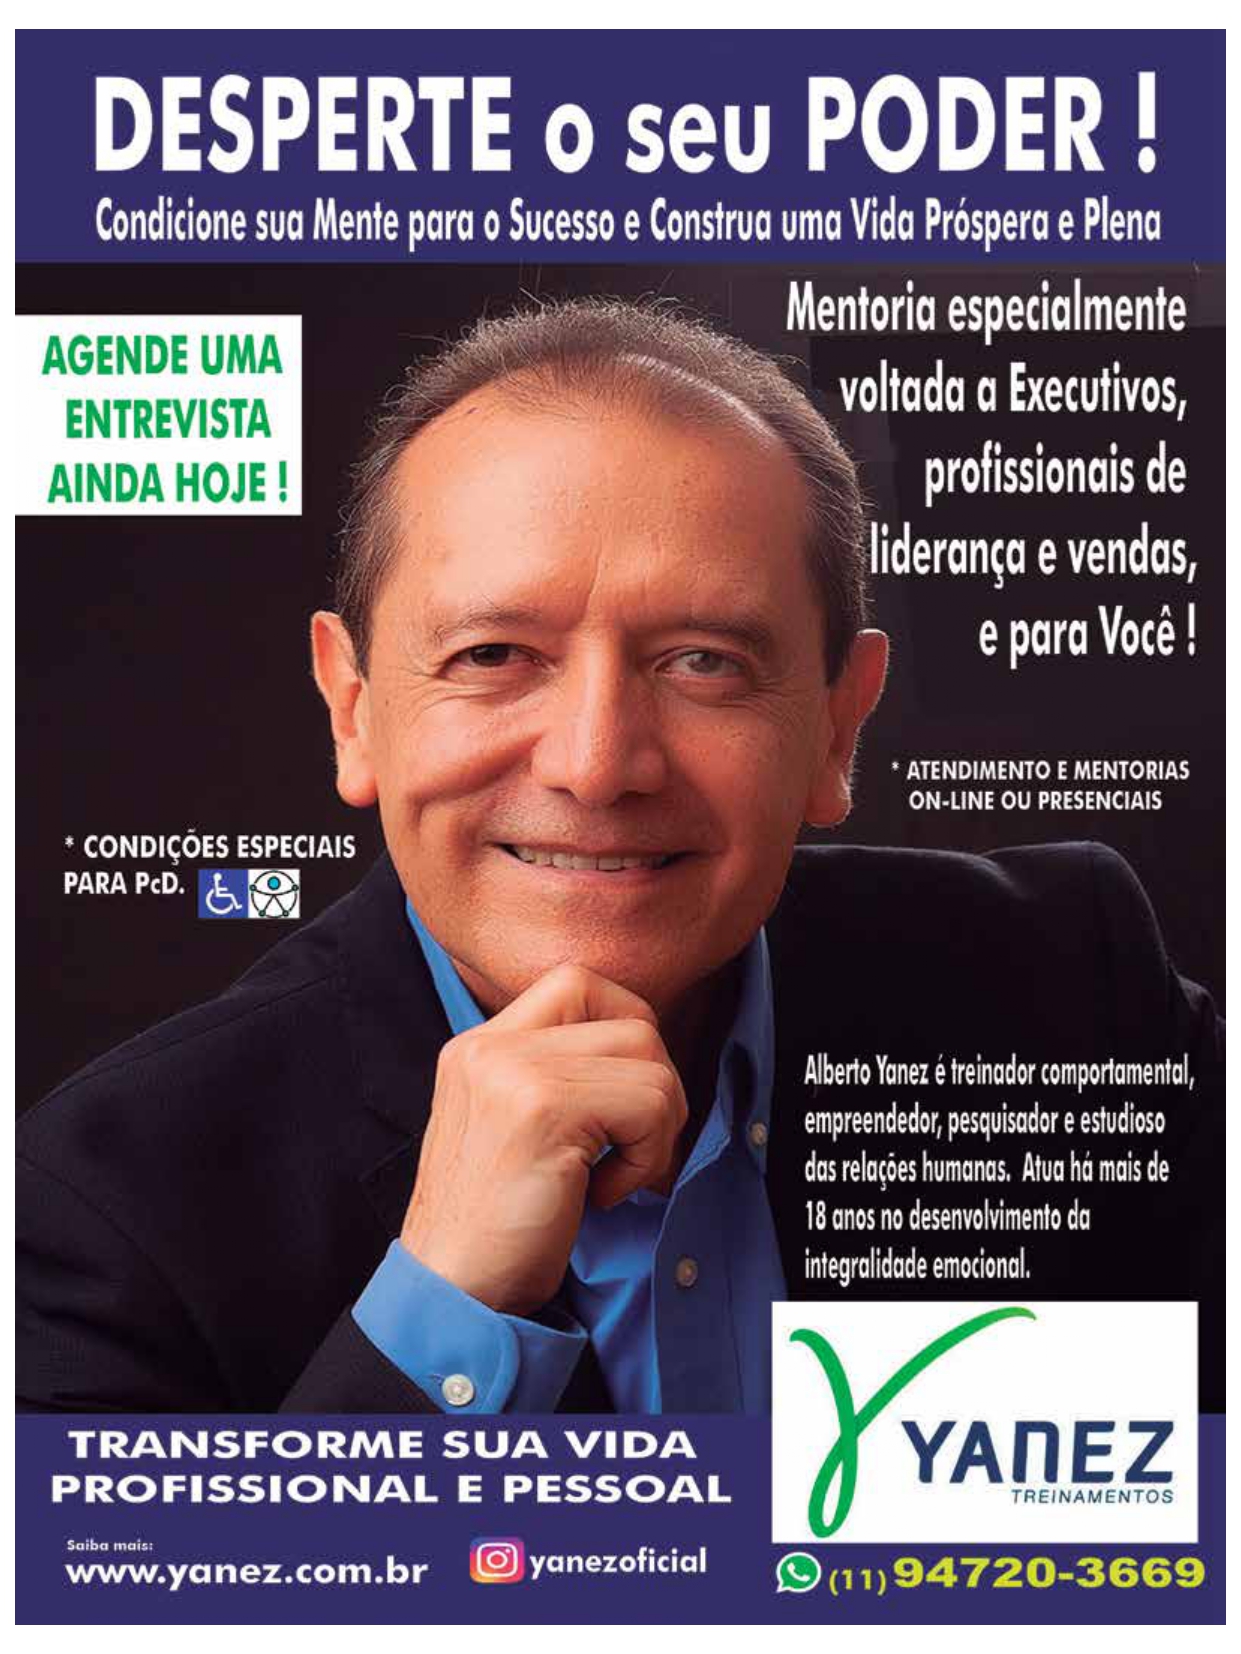 DESPERTE o seu PODER !
Condicione sua Mente para o Sucesso e Construa uma Vida Próspera e Plena
Mentoria especialmente
voltada a Executivos,
profissionais de
liderança e vendas,
e para Você !
AGENDE UMA
ENTREVISTA
AINDA HOJE !
* ATENDIMENTO E MENTORIAS
ON-LINE OU PRESENCIAIS
* CONDIÇÕES ESPECIAIS
PARA PcD.
Alberto Yanez é treinador comportamental,
empreendedor, pesquisador e estudioso
das relações humanas. Atua há mais de
18 anos no desenvolvimento da
integralidade emocional.
TRANSFORME SUA VIDA
PROFISSIONAL E PESSOAL
Saiba mais:
www.yanez.com.br
yanezoficial
YANEZ
TREINAMENTOS
(11) 94720-3669